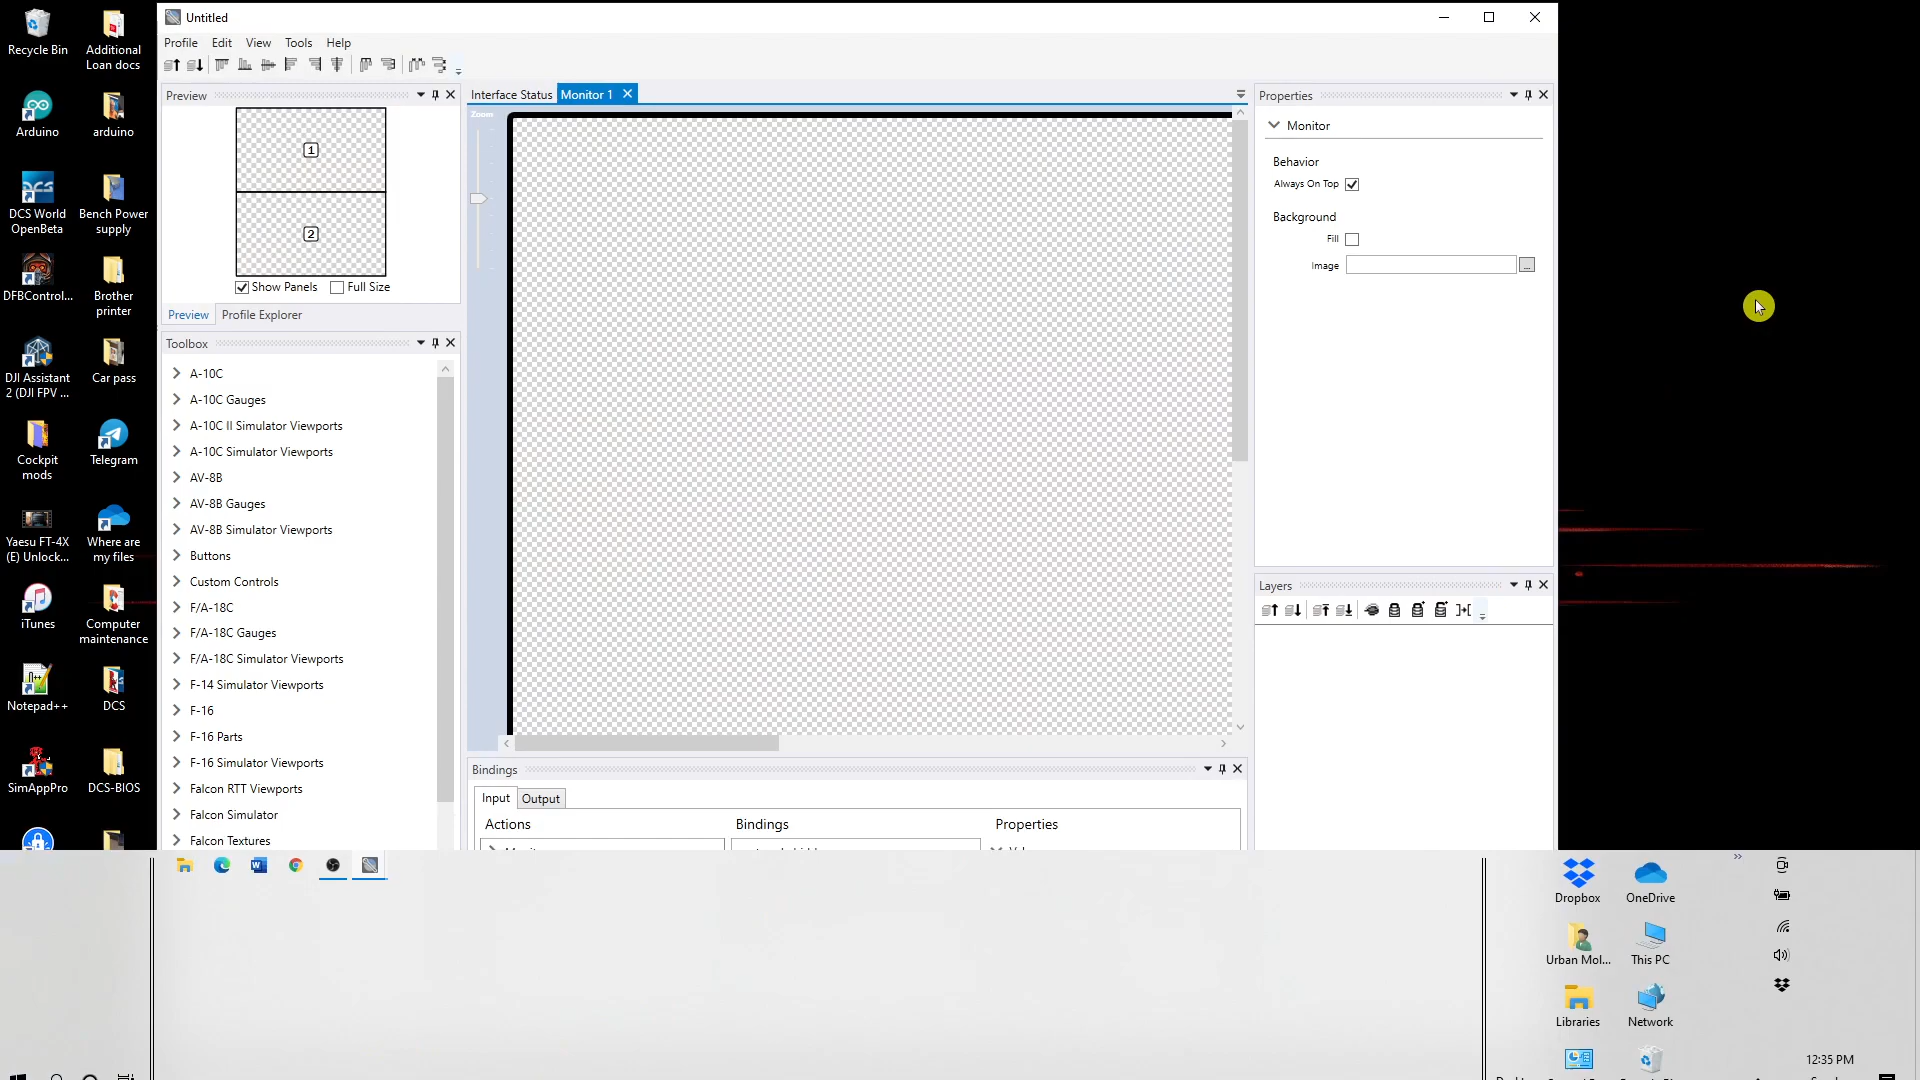 Recycle Bin
Additional
Loan docs
Arduino
arduino
DCS World
OpenBeta
Bench Power
supply
DFBControl...
Brother
printer
DJI Assistant
2 (DJI FPV ...
Car pass
Cockpit
mods
Telegram
Yaesu FT-4X
(E) Unlock...
Where are
my files
iTunes
Computer
maintenance
Notepad++
DCS
SimAppPro
DCS-BIOS
Untitled
Profile Edit View Tools Help
Preview
1
2
Show Panels Full Size
Preview Profile Explorer
Toolbox
A-10C
A-10C Gauges
A-10C II Simulator Viewports
A-10C Simulator Viewports
AV-8B
AV-8B Gauges
AV-8B Simulator Viewports
Buttons
Custom Controls
F/A-18C
F/A-18C Gauges
F/A-18C Simulator Viewports
F-14 Simulator Viewports
F-16
F-16 Parts
F-16 Simulator Viewports
Falcon RTT Viewports
Falcon Simulator
Falcon Textures
Interface Status Monitor 1
Zoom
Bindings
Input Output
Actions Bindings Properties
Properties
Monitor
Behavior
Always On Top
Background
Fill
Image
...
Layers
Dropbox OneDrive
Urban Mol... This PC
Libraries Network
12:35 PM